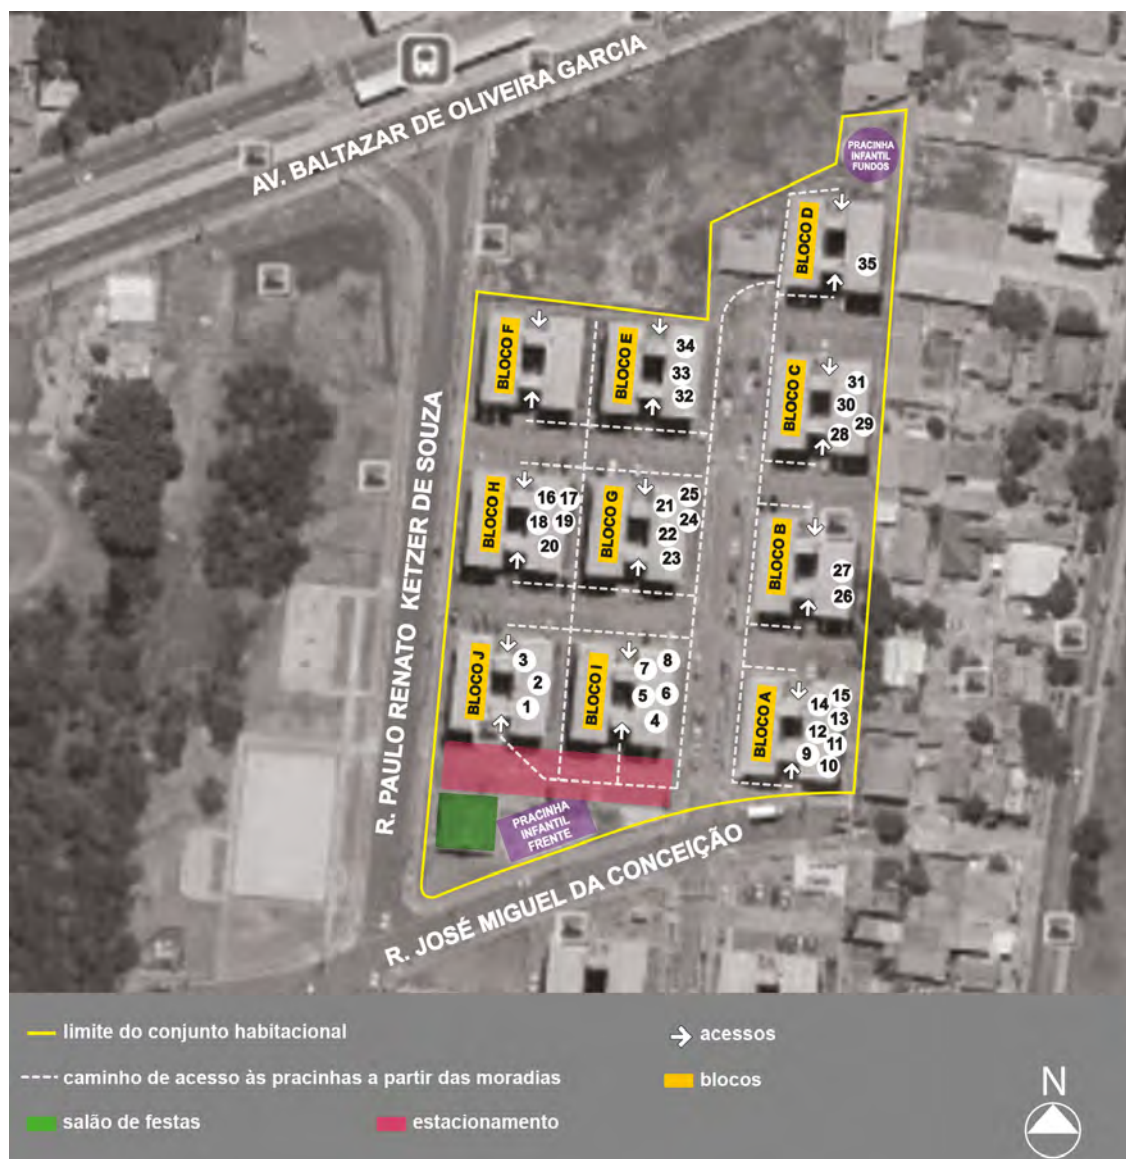 AV. BALTAZAR DE OLIVEIRA GARCIA
PRACINHA
INFANTIL
FUNDOS
BLOCO D
35
BLOCO F
BLOCO E
34
33
32
BLOCO C
31
30
29
28
R. PAULO RENATO KETZER DE SOUZA
BLOCO H
16 17
18 19
20
BLOCO G
25
21
24
22
23
BLOCO B
27
26
BLOCO J
3
2
1
BLOCO I
8
7
5 6
4
BLOCO A
15
14
13
12
11
9
10
PRACINHA
INFANTIL
FRENTE
R. JOSÉ MIGUEL DA CONCEIÇÃO
limite do conjunto habitacional
acessos
caminho de acesso às pracinhas a partir das moradias
blocos
salão de festas
estacionamento
N